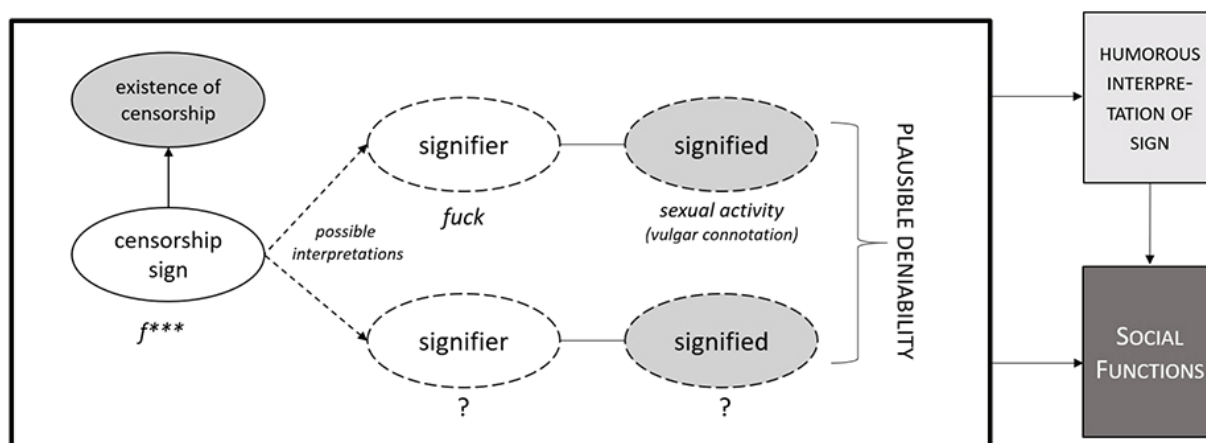 existence of
censorship
censorship
sign
f***
possible
interpretations
signifier
fuck
signified
sexual activity
(vulgar connotation)
signifier
?
signified
?
PLAUSIBLE DENIABILITY
HUMOROUS
INTERPRE-
TATION OF
SIGN
SOCIAL
FUNCTIONS